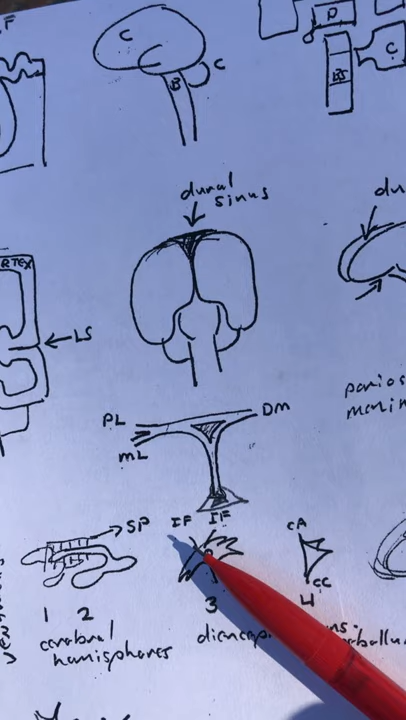 F
C
C
B
D
BS
C
dural
sinus
du
RTEX
LS
PL
DM
ML
perios
menin
SP
IF
IF
CA
CC
1
2
3
4
cerebral
hemispheres
diencep
ns.